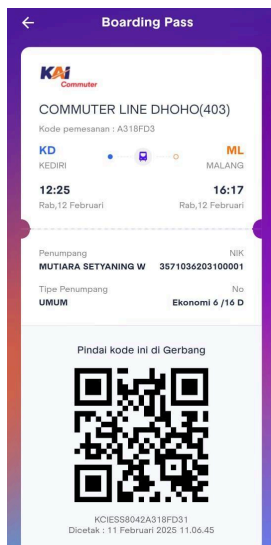 Boarding Pass
KAI
Commuter
COMMUTER LINE DHOHO(403)
Kode pemesanan : A318FD3
KD ML
KEDIRI MALANG
12:25 16:17
Rab,12 Februari Rab,12 Februari
Penumpang NIK
MUTIARA SETYANING W 3571036203100001
Tipe Penumpang No
UMUM Ekonomi 6 /16 D
Pindai kode ini di Gerbang
KCIESS8042A318FD31
Dicetak : 11 Februari 2025 11.06.45